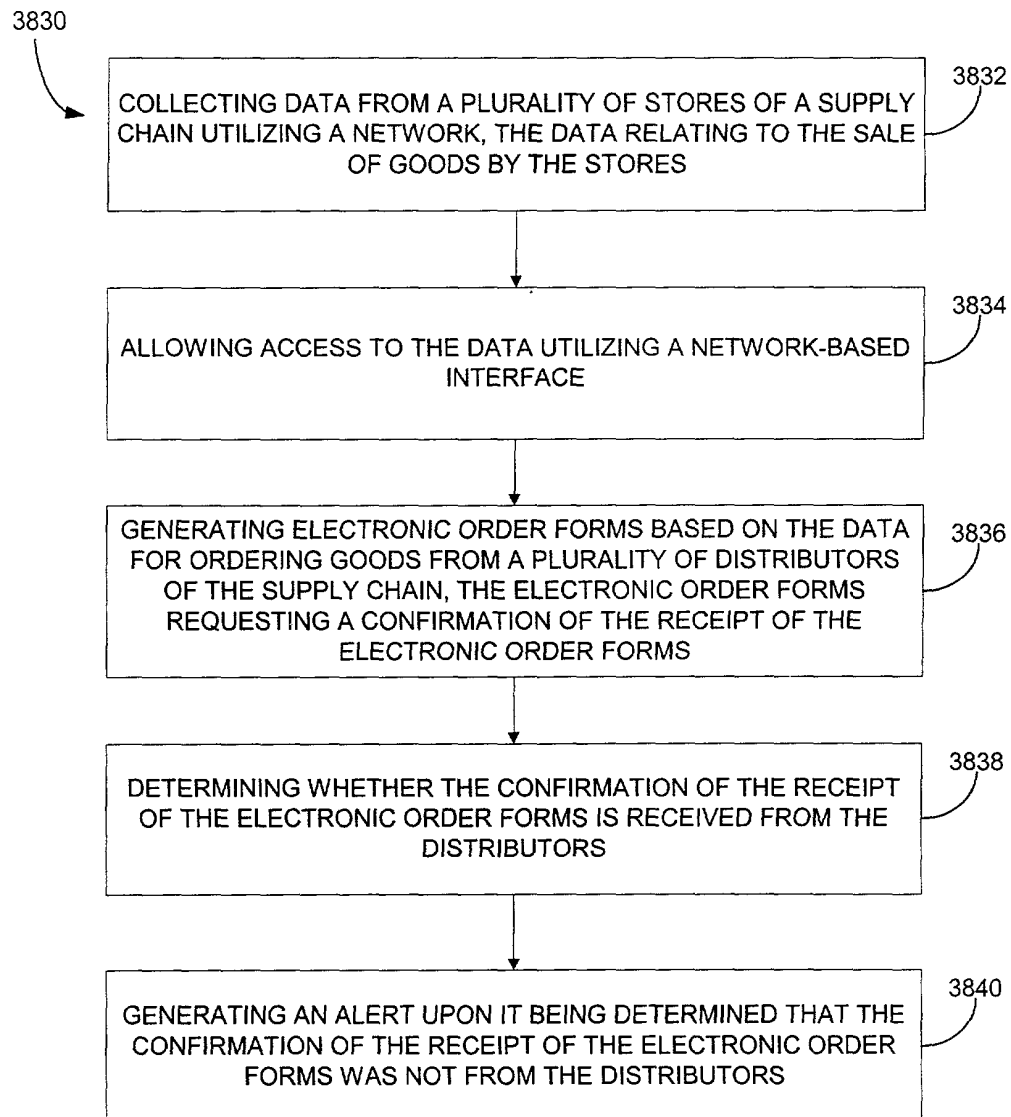 3830
3832
COLLECTING DATA FROM A PLURALITY OF STORES OF A SUPPLY
CHAIN UTILIZING A NETWORK, THE DATA RELATING TO THE SALE
OF GOODS BY THE STORES
3834
ALLOWING ACCESS TO THE DATA UTILIZING A NETWORK-BASED
INTERFACE
3836
GENERATING ELECTRONIC ORDER FORMS BASED ON THE DATA
FOR ORDERING GOODS FROM A PLURALITY OF DISTRIBUTORS
OF THE SUPPLY CHAIN, THE ELECTRONIC ORDER FORMS
REQUESTING A CONFIRMATION OF THE RECEIPT OF THE
ELECTRONIC ORDER FORMS
3838
DETERMINING WHETHER THE CONFIRMATION OF THE RECEIPT
OF THE ELECTRONIC ORDER FORMS IS RECEIVED FROM THE
DISTRIBUTORS
3840
GENERATING AN ALERT UPON IT BEING DETERMINED THAT THE
CONFIRMATION OF THE RECEIPT OF THE ELECTRONIC ORDER
FORMS WAS NOT FROM THE DISTRIBUTORS